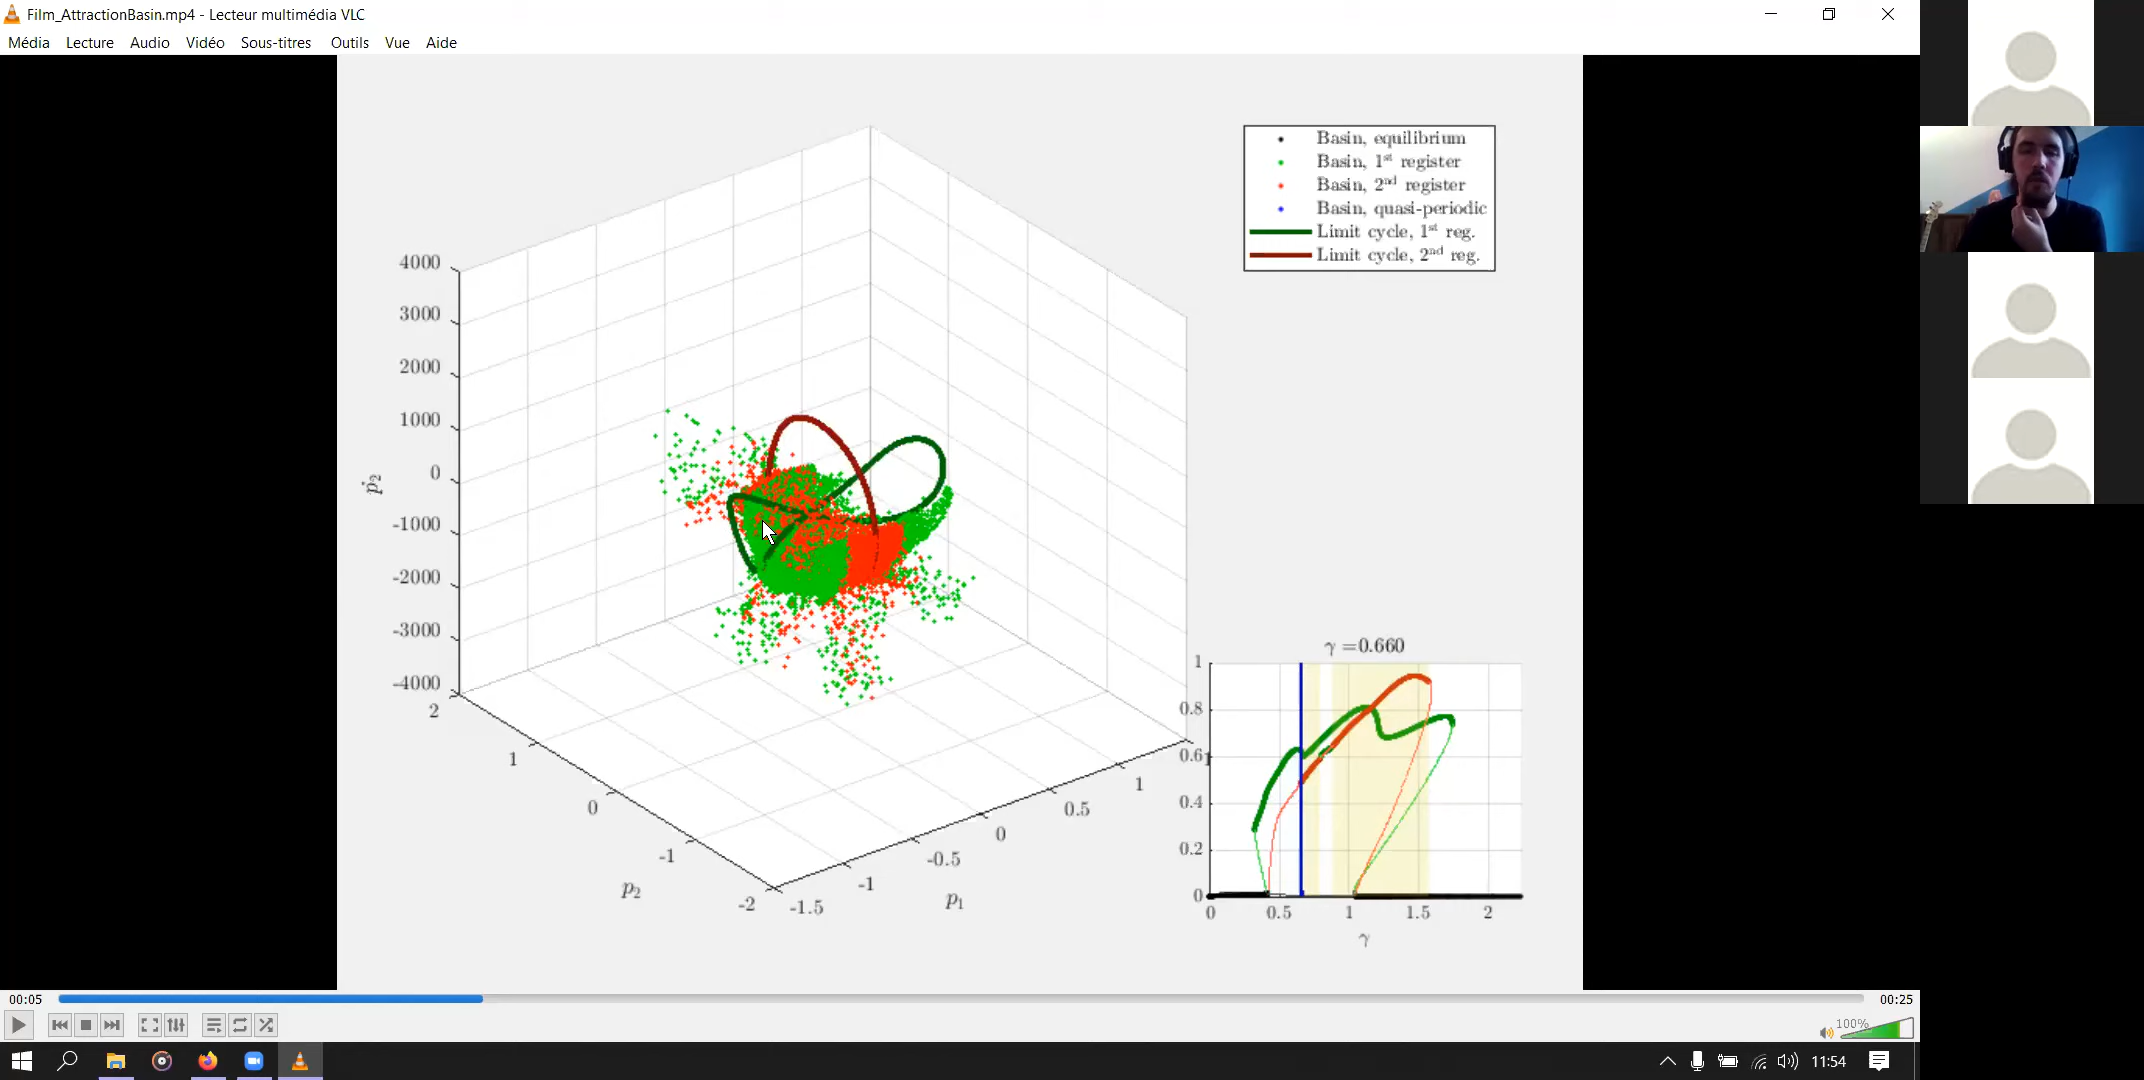 Film_AttractionBasin.mp4 - Lecteur multimédia VLC
Média Lecture Audio Vidéo Sous-titres Outils Vue Aide
Basin, equilibrium
Basin, 1st register
Basin, 2nd register
Basin, quasi-periodic
Limit cycle, 1st reg.
Limit cycle, 2nd reg.
4000
3000
2000
1000
0
-1000
-2000
-3000
-4000
ṗ2
2
1
0
-1
-2
p2
-1.5
-1
-0.5
0
0.5
1
p1
γ =0.660
1
0.8
0.6
0.4
0.2
0
0 0.5 1 1.5 2
γ
00:05 00:25
100%
11:54